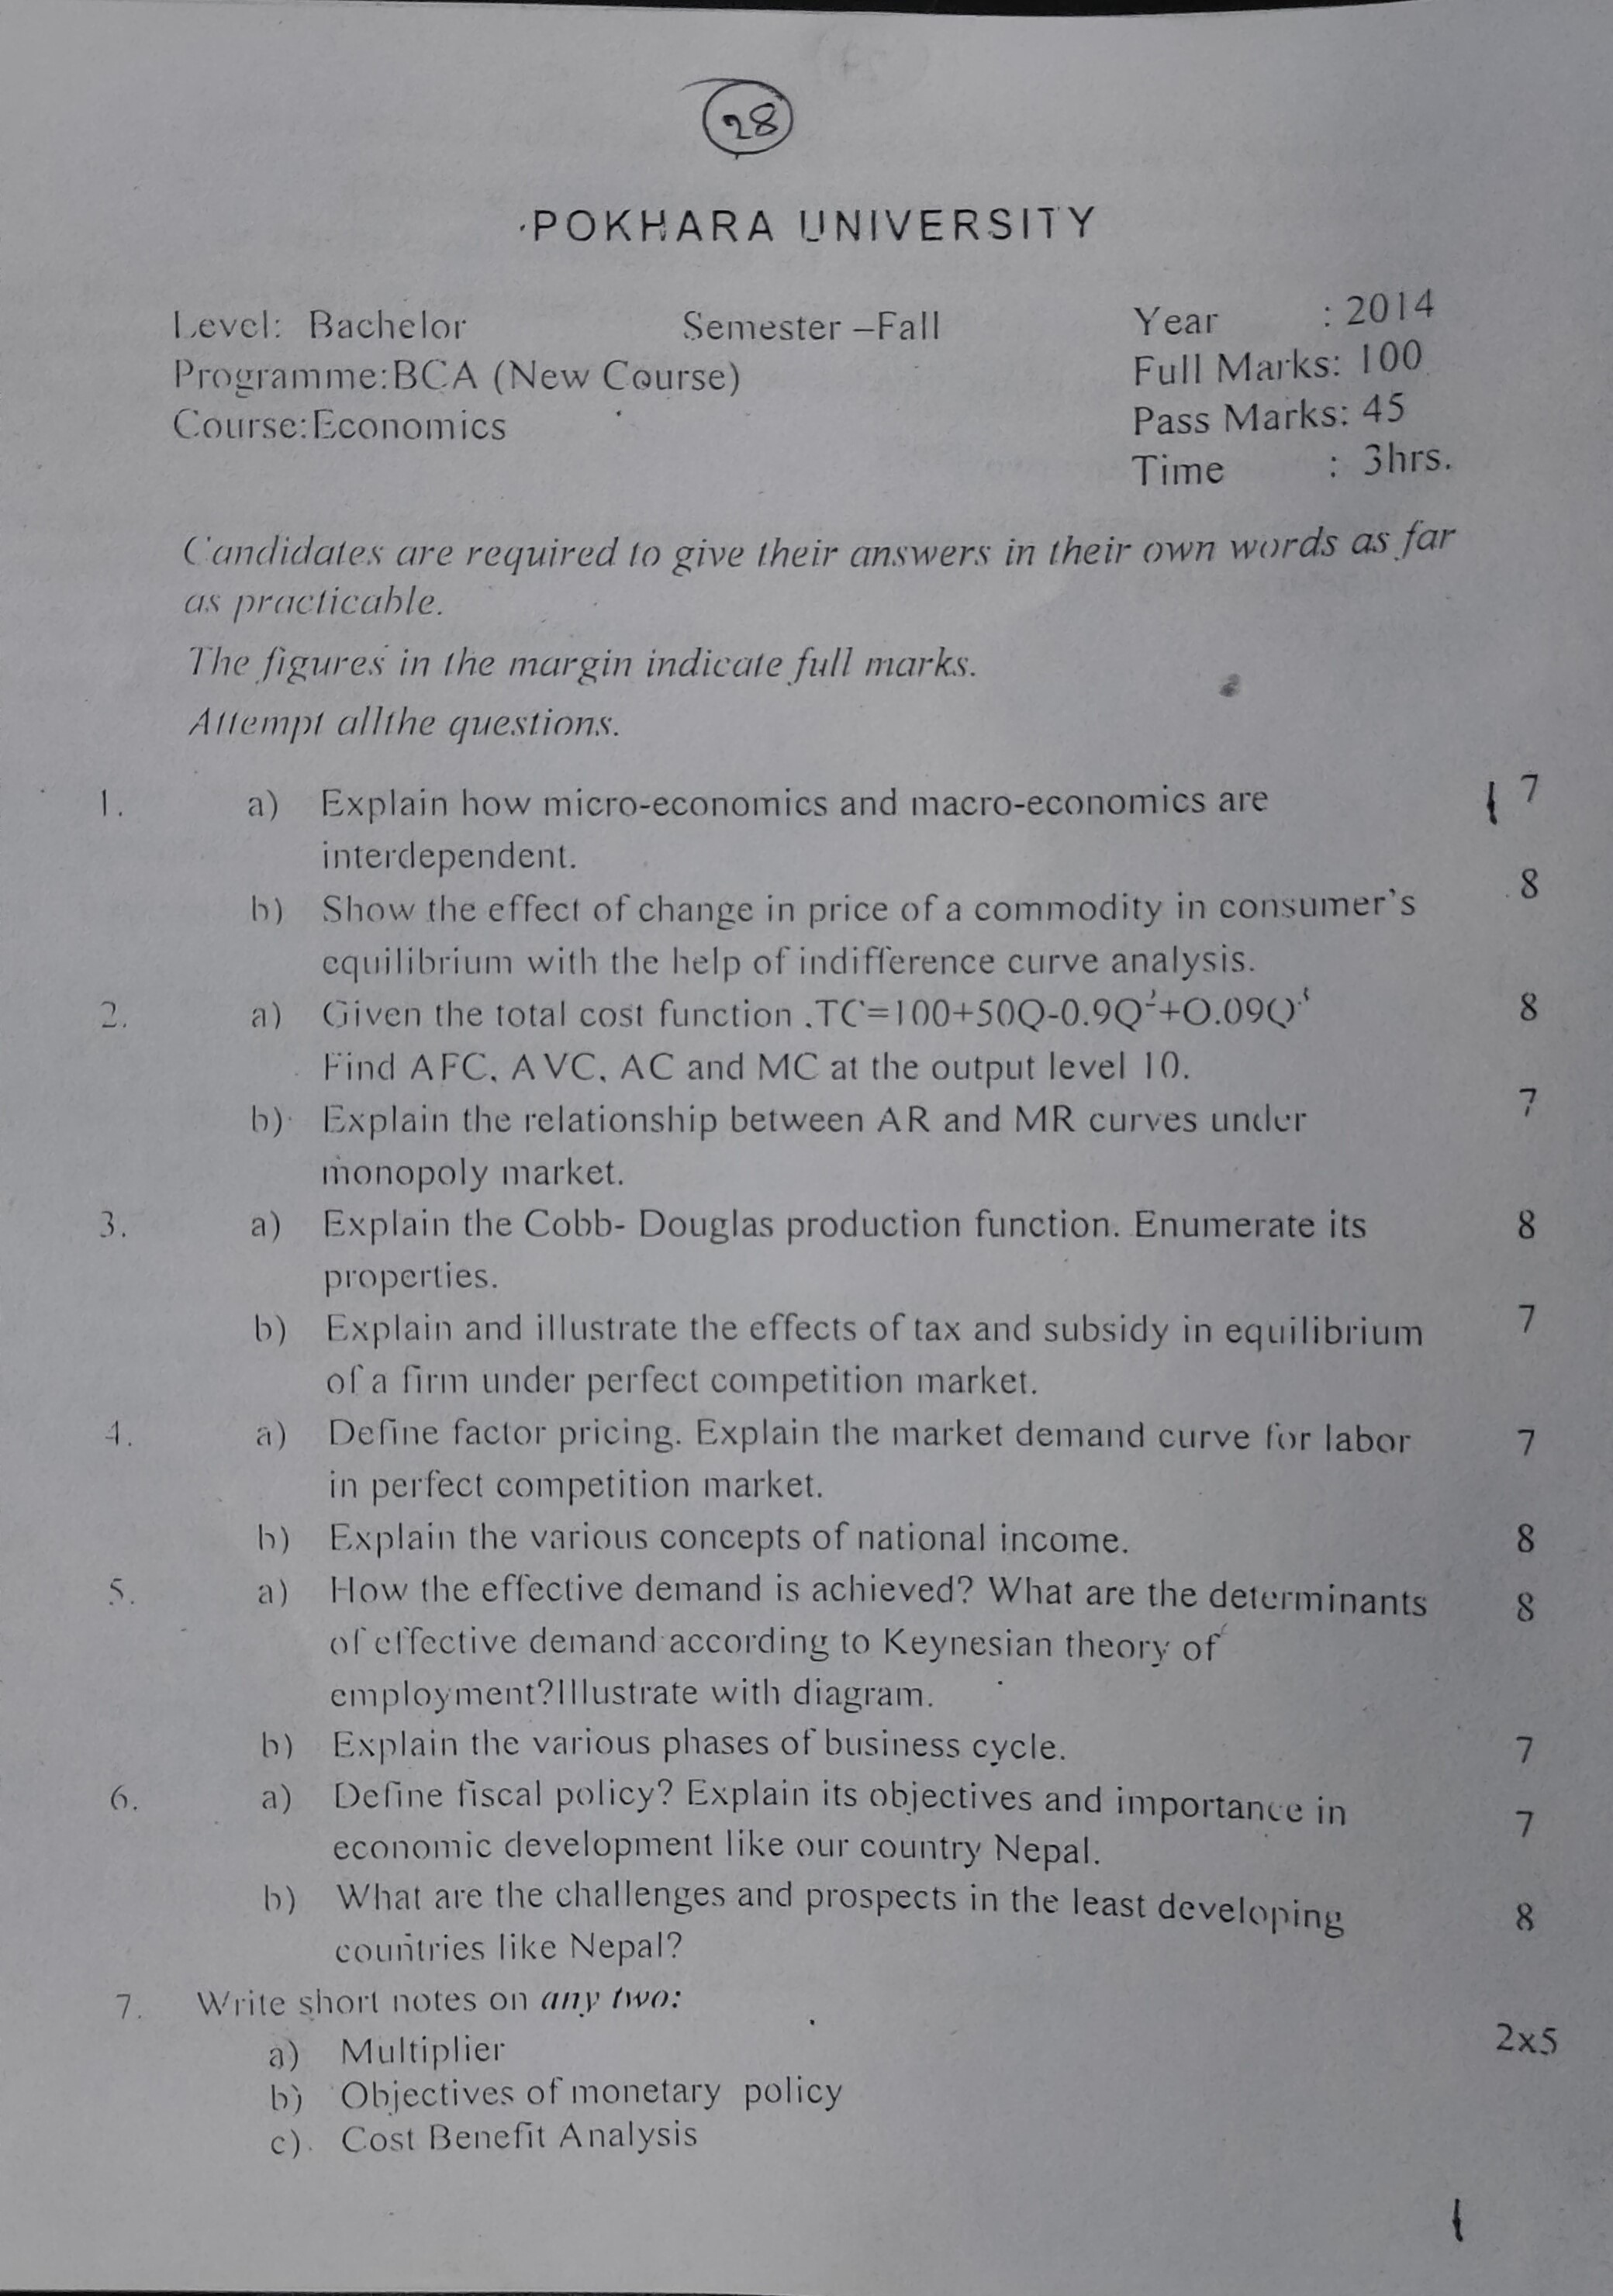 28
POKHARA UNIVERSITY
Level: Bachelor Semester –Fall Year : 2014
Programme:BCA (New Course) Full Marks: 100
Course:Economics Pass Marks: 45
Time : 3hrs.
Candidates are required to give their answers in their own words as far
as practicable.
The figures in the margin indicate full marks.
Attempt allthe questions.
1. a) Explain how micro-economics and macro-economics are 7
interdependent.
b) Show the effect of change in price of a commodity in consumer's 8
equilibrium with the help of indifference curve analysis.
2. a) Given the total cost function .TC=100+50Q-0.9Q²+O.09Q³ 8
Find AFC, AVC, AC and MC at the output level 10.
b) Explain the relationship between AR and MR curves under 7
monopoly market.
3. a) Explain the Cobb- Douglas production function. Enumerate its 8
properties.
b) Explain and illustrate the effects of tax and subsidy in equilibrium 7
of a firm under perfect competition market.
4. a) Define factor pricing. Explain the market demand curve for labor 7
in perfect competition market.
b) Explain the various concepts of national income. 8
5. a) How the effective demand is achieved? What are the determinants 8
of effective demand according to Keynesian theory of
employment?Illustrate with diagram.
b) Explain the various phases of business cycle. 7
6. a) Define fiscal policy? Explain its objectives and importance in 7
economic development like our country Nepal.
b) What are the challenges and prospects in the least developing 8
countries like Nepal?
7. Write short notes on any two: 2x5
a) Multiplier
b) Objectives of monetary policy
c). Cost Benefit Analysis